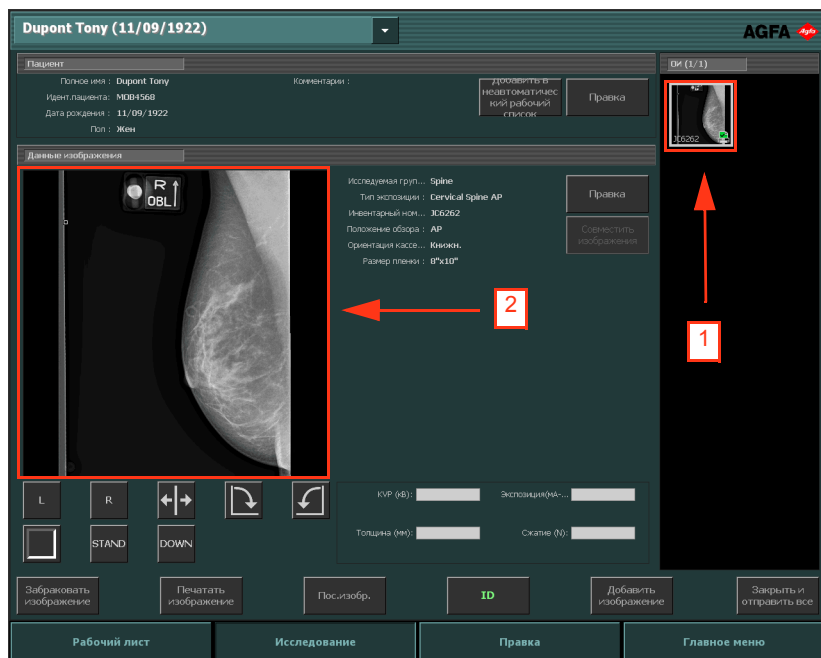 Dupont Tony (11/09/1922)
AGFA
Agfa
Пациент
ОИ (1/1)
Полное имя : Dupont Tony
Комментарии :
Добавить в
неавтоматичес
кий рабочий
список
Правка
Идент.пациента: MOB4568
Дата рождения : 11/09/1922
Пол : Жен
JC6262
Данные изображения
R
OBL
Исследуемая груп... Spine
Тип экспозиции : Cervical Spine AP
Инвентарный ном... JC6262
Положение обзора : AP
Ориентация кассе... Книжн.
Размер пленки : 8"x10"
Правка
Совместить
изображения
2
1
L
R
STAND
DOWN
KVP (кВ):
Экспозиция(мА-...
Толщина (мм):
Сжатие (N):
Забраковать
изображение
Печатать
изображение
Пос.изобр.
ID
Добавить
изображение
Закрыть и
отправить все
Рабочий лист
Исследование
Правка
Главное меню